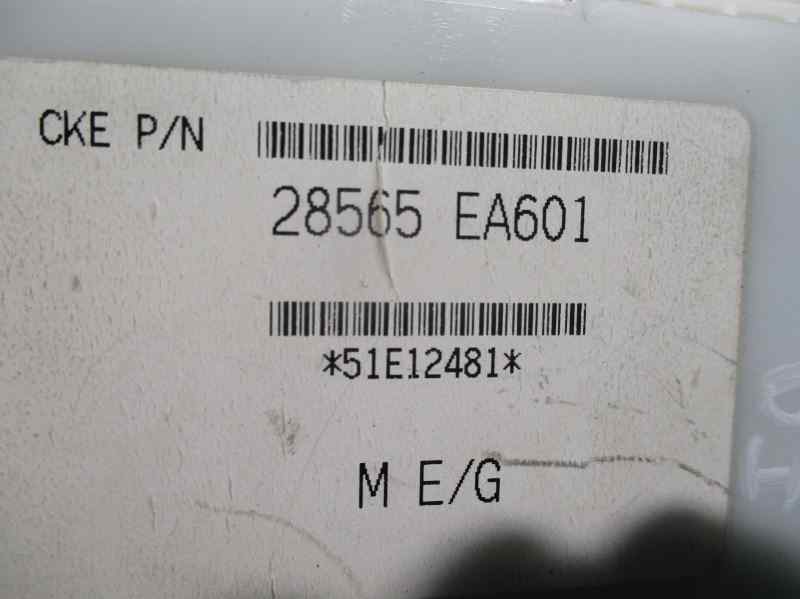 CKE P/N
28565 EA601
*51E12481*
M E/G